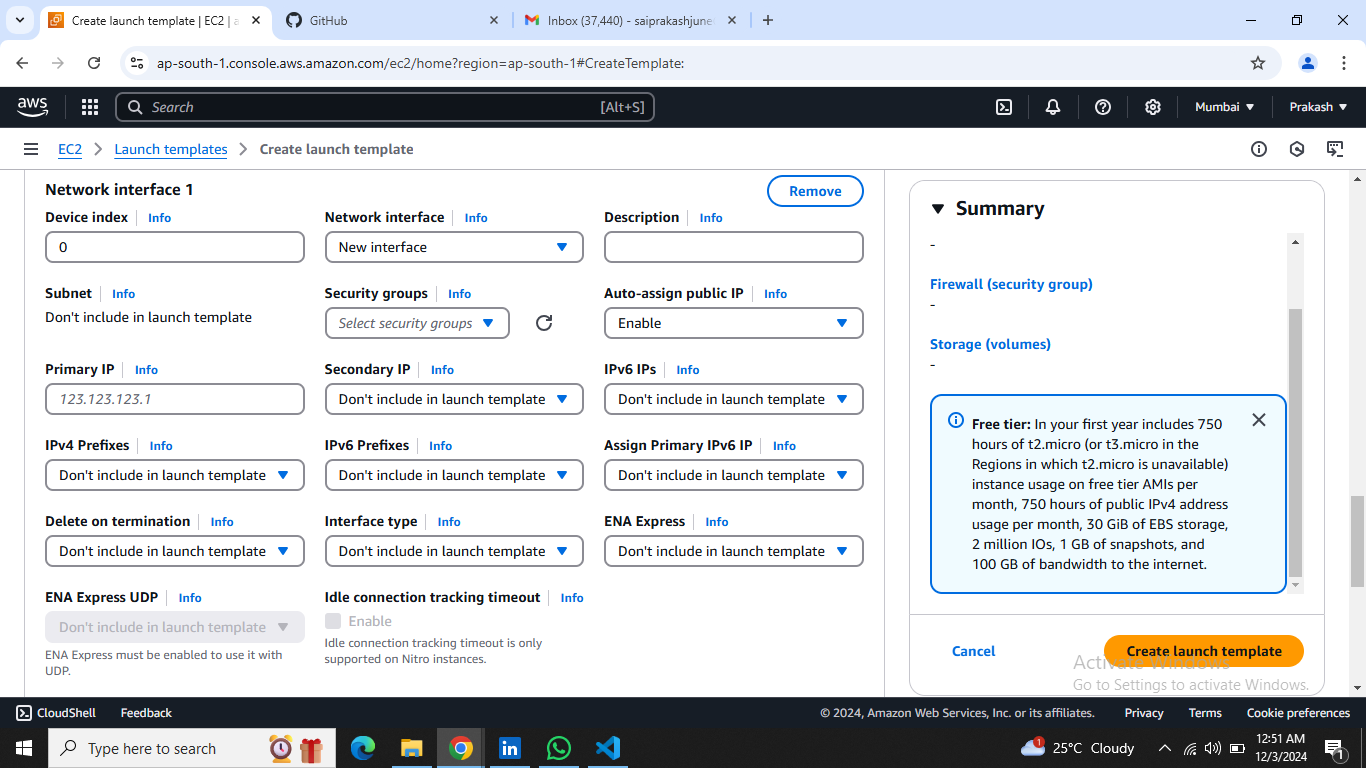 Create launch template | EC2 | a
GitHub
Inbox (37,440) - saiprakashjune
ap-south-1.console.aws.amazon.com/ec2/home?region=ap-south-1#CreateTemplate:
aws
Search
[Alt+S]
Mumbai
Prakash
EC2
Launch templates
Create launch template
Network interface 1
Remove
Device index Info
0
Network interface Info
New interface
Description Info
Subnet Info
Don't include in launch template
Security groups Info
Select security groups
Auto-assign public IP Info
Enable
Primary IP Info
123.123.123.1
Secondary IP Info
Don't include in launch template
IPv6 IPs Info
Don't include in launch template
IPv4 Prefixes Info
Don't include in launch template
IPv6 Prefixes Info
Don't include in launch template
Assign Primary IPv6 IP Info
Don't include in launch template
Delete on termination Info
Don't include in launch template
Interface type Info
Don't include in launch template
ENA Express Info
Don't include in launch template
ENA Express UDP Info
Don't include in launch template
ENA Express must be enabled to use it with
UDP.
Idle connection tracking timeout Info
Enable
Idle connection tracking timeout is only
supported on Nitro instances.
Summary
-
Firewall (security group)
-
Storage (volumes)
-
Free tier: In your first year includes 750
hours of t2.micro (or t3.micro in the
Regions in which t2.micro is unavailable)
instance usage on free tier AMIs per
month, 750 hours of public IPv4 address
usage per month, 30 GiB of EBS storage,
2 million IOs, 1 GB of snapshots, and
100 GB of bandwidth to the internet.
Cancel
Create launch template
Activate Windows
Go to Settings to activate Windows.
CloudShell
Feedback
© 2024, Amazon Web Services, Inc. or its affiliates.
Privacy
Terms
Cookie preferences
Type here to search
1
25°C Cloudy
12:51 AM
12/3/2024
1